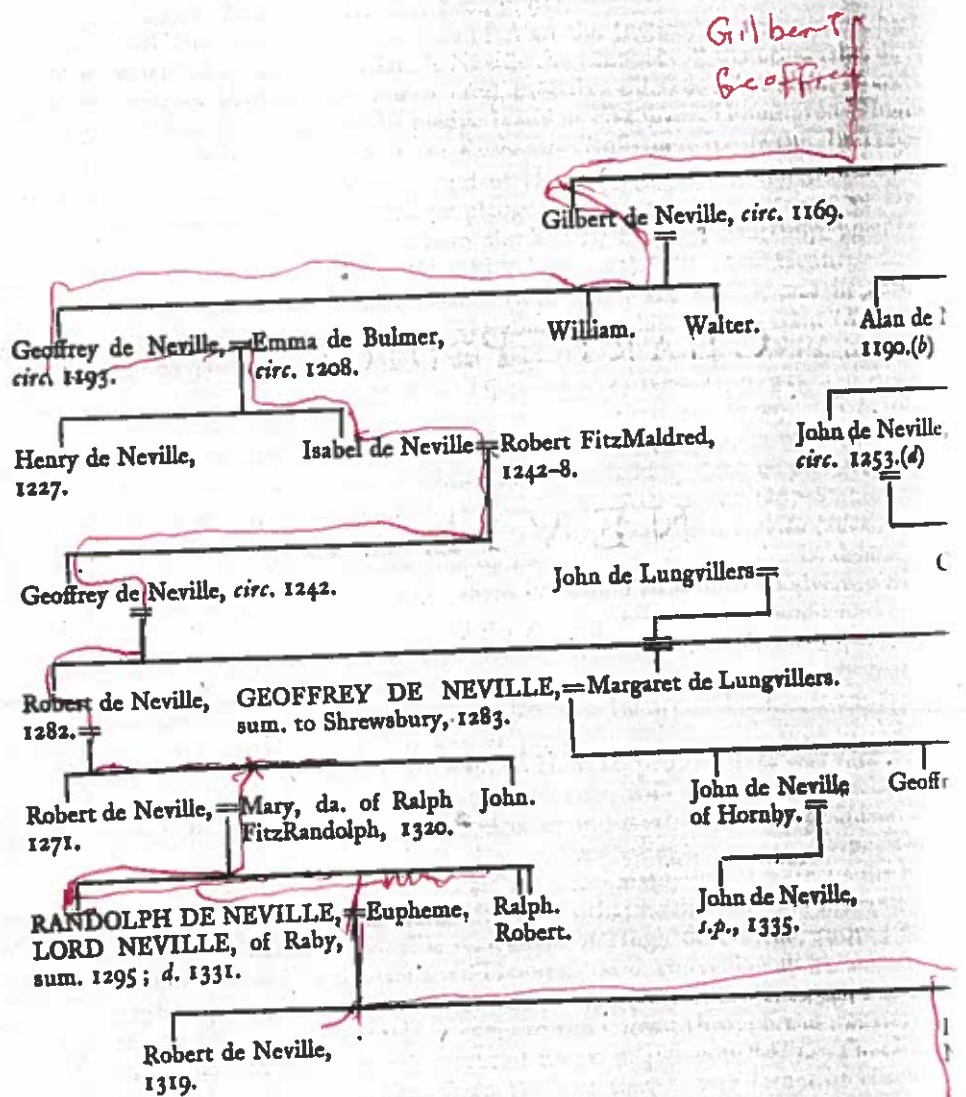 Gilbert
Geoffrey
Gilbert de Neville, circ. 1169.
Geoffrey de Neville, = Emma de Bulmer,
circ. 1193.
circ. 1208.
William.
Walter.
Alan de
1190.(b)
Henry de Neville,
1227.
Isabel de Neville = Robert FitzMaldred,
1242-8.
John de Neville,
circ. 1253.(d)
Geoffrey de Neville, circ. 1242.
John de Lungvillers=
Robert de Neville,
1282.=
GEOFFREY DE NEVILLE, = Margaret de Lungvillers.
sum. to Shrewsbury, 1283.
Robert de Neville, = Mary, da. of Ralph
1271.
FitzRandolph, 1320.
John.
John de Neville
of Hornby.=
Geoffr
RANDOLPH DE NEVILLE, = Eupheme,
LORD NEVILLE, of Raby,
sum. 1295; d. 1331.
Ralph.
Robert.
John de Neville,
s.p., 1335.
Robert de Neville,
1319.